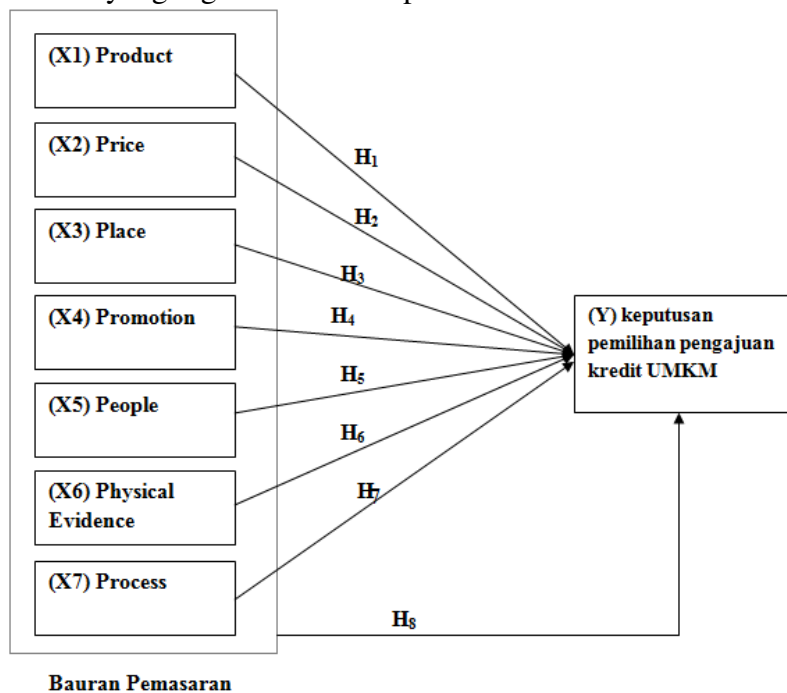 (X1) Product
(X2) Price
(X3) Place
(X4) Promotion
(X5) People
(X6) Physical
Evidence
(X7) Process
H₁
H₂
H₃
H₄
H₅
H₆
H₇
H₈
(Y) keputusan
pemilihan pengajuan
kredit UMKM
Bauran Pemasaran